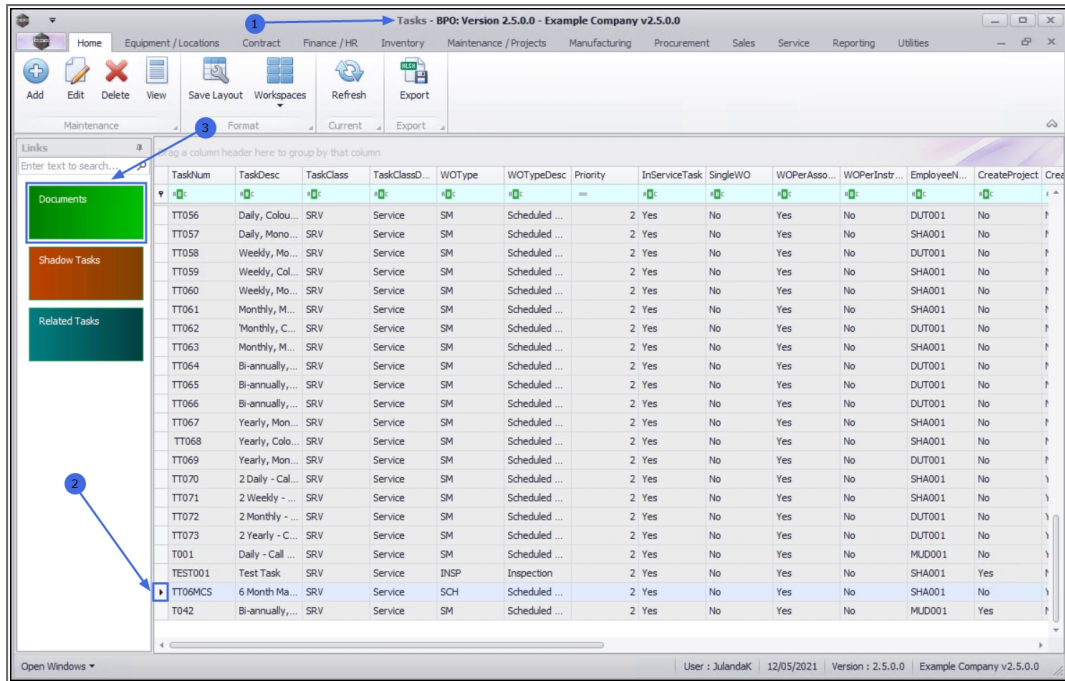 1
Tasks - BPO: Version 2.5.0.0 - Example Company v2.5.0.0
Home Equipment / Locations Contract Finance / HR Inventory Maintenance / Projects Manufacturing Procurement Sales Service Reporting Utilities
Add Edit Delete View Save Layout Workspaces Refresh Export
Maintenance Format Current Export
3
Links
Enter text to search...
Drag a column header here to group by that column
Documents
Shadow Tasks
Related Tasks
TaskNum TaskDesc TaskClass TaskClassD... WOType WOTypeDesc Priority InServiceTask SingleWO WOPerAsso... WOPerInstr... EmployeeN... CreateProject Crea
TT056 Daily, Colou... SRV Service SM Scheduled ... 2 Yes No Yes No DUT001 No
TT057 Daily, Mono... SRV Service SM Scheduled ... 2 Yes No Yes No SHA001 No
TT058 Weekly, Mo... SRV Service SM Scheduled ... 2 Yes No Yes No DUT001 No
TT059 Weekly, Col... SRV Service SM Scheduled ... 2 Yes No Yes No SHA001 No
TT060 Weekly, Mo... SRV Service SM Scheduled ... 2 Yes No Yes No SHA001 No
TT061 Monthly, M... SRV Service SM Scheduled ... 2 Yes No Yes No SHA001 No
TT062 'Monthly, C... SRV Service SM Scheduled ... 2 Yes No Yes No DUT001 No
TT063 Monthly, M... SRV Service SM Scheduled ... 2 Yes No Yes No SHA001 No
TT064 Bi-annually,... SRV Service SM Scheduled ... 2 Yes No Yes No DUT001 No
TT065 Bi-annually,... SRV Service SM Scheduled ... 2 Yes No Yes No DUT001 No
TT066 Bi-annually,... SRV Service SM Scheduled ... 2 Yes No Yes No DUT001 No
TT067 Yearly, Mon... SRV Service SM Scheduled ... 2 Yes No Yes No SHA001 No
TT068 Yearly, Colo... SRV Service SM Scheduled ... 2 Yes No Yes No SHA001 No
TT069 Yearly, Mon... SRV Service SM Scheduled ... 2 Yes No Yes No DUT001 No
TT070 2 Daily - Cal... SRV Service SM Scheduled ... 2 Yes No Yes No SHA001 No
2
TT071 2 Weekly - ... SRV Service SM Scheduled ... 2 Yes No Yes No SHA001 No
TT072 2 Monthly - ... SRV Service SM Scheduled ... 2 Yes No Yes No DUT001 No
TT073 2 Yearly - C... SRV Service SM Scheduled ... 2 Yes No Yes No DUT001 No
T001 Daily - Call ... SRV Service SM Scheduled ... 2 Yes No Yes No MUD001 No
TEST001 Test Task SRV Service INSP Inspection 2 Yes No Yes No SHA001 Yes
TT06MCS 6 Month Ma... SRV Service SCH Scheduled ... 2 Yes No Yes No SHA001 No
T042 Bi-annually,... SRV Service SM Scheduled ... 2 Yes No Yes No MUD001 Yes
Open Windows User : JulandaK 12/05/2021 Version : 2.5.0.0 Example Company v2.5.0.0